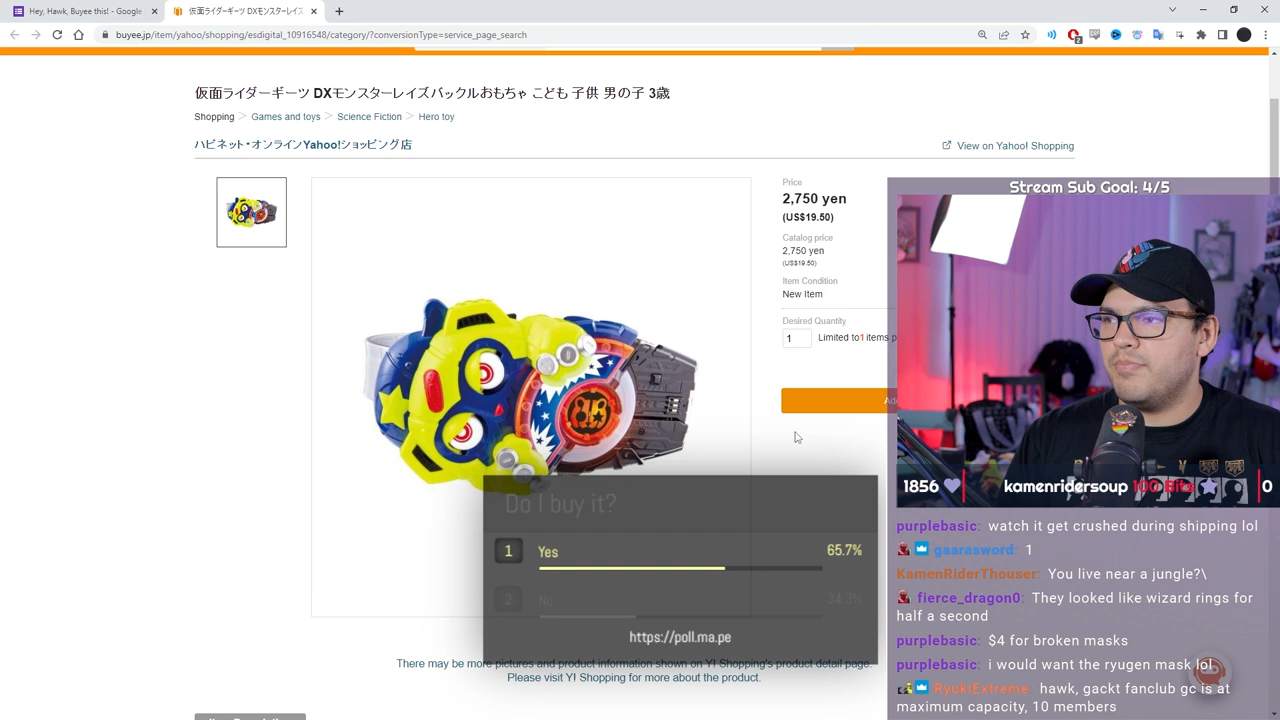 Hey, Hawk, Buyee this! - Google
仮面ライダーギーツ DXモンスターレイズ
buyee.jp/item/yahoo/shopping/esdigital_10916548/category/?conversionType=service_page_search
2
仮面ライダーギーツ DXモンスターレイズバックルおもちゃ こども 子供 男の子 3歳
Shopping > Games and toys > Science Fiction > Hero toy
ハピネット・オンラインYahoo!ショッピング店
View on Yahoo! Shopping
Price
2,750 yen
(US$19.50)
Catalog price
2,750 yen
(US$19.50)
Item Condition
New Item
Desired Quantity
1
Limited to 1 items p
Stream Sub Goal: 4/5
1856
kamenridersoup 100 Bits
0
Do I buy it?
1 Yes 65.7%
2 No 34.3%
https://poll.ma.pe
There may be more pictures and product information shown on Y! Shopping's product detail page.
Please visit Y! Shopping for more about the product.
purplebasic: watch it get crushed during shipping lol
gaarasword: 1
KamenRiderThouser: You live near a jungle?\
fierce_dragon0: They looked like wizard rings for
half a second
purplebasic: $4 for broken masks
purplebasic: i would want the ryugen mask lol
RyukiExtreme hawk, gackt fanclub gc is at
maximum capacity, 10 members